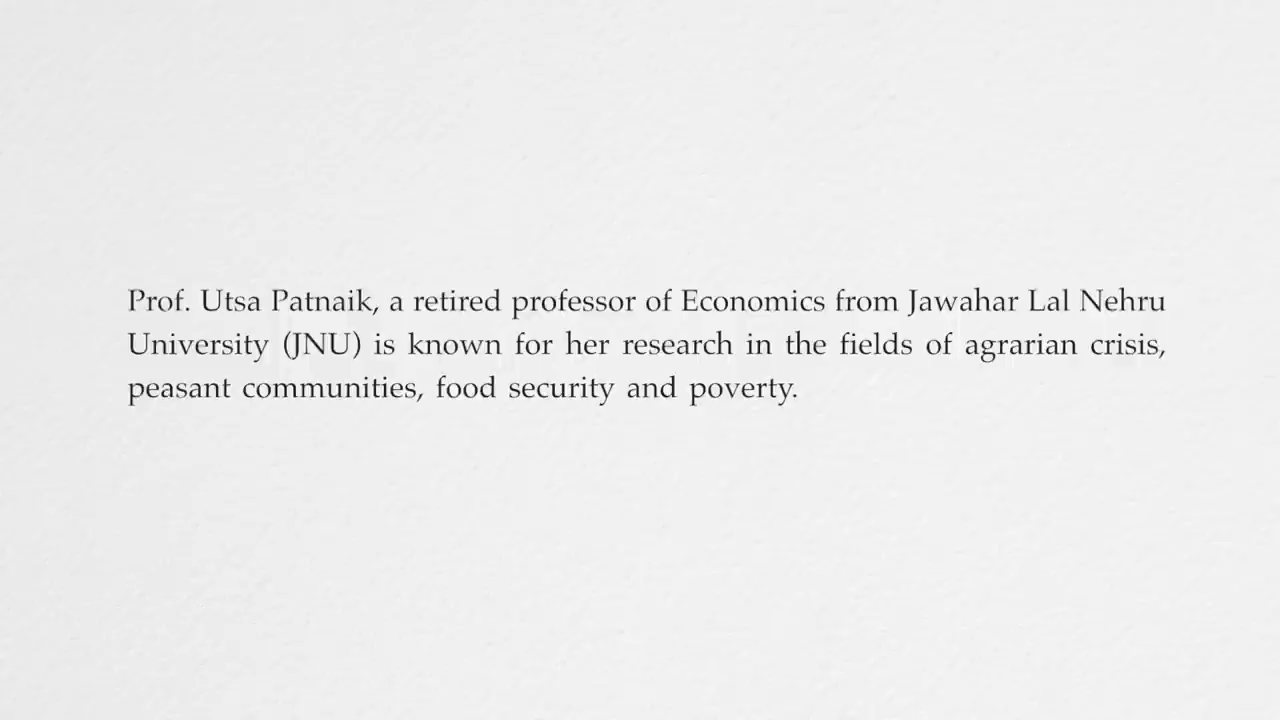 Prof. Utsa Patnaik, a retired professor of Economics from Jawahar Lal Nehru
University (JNU) is known for her research in the fields of agrarian crisis,
peasant communities, food security and poverty.